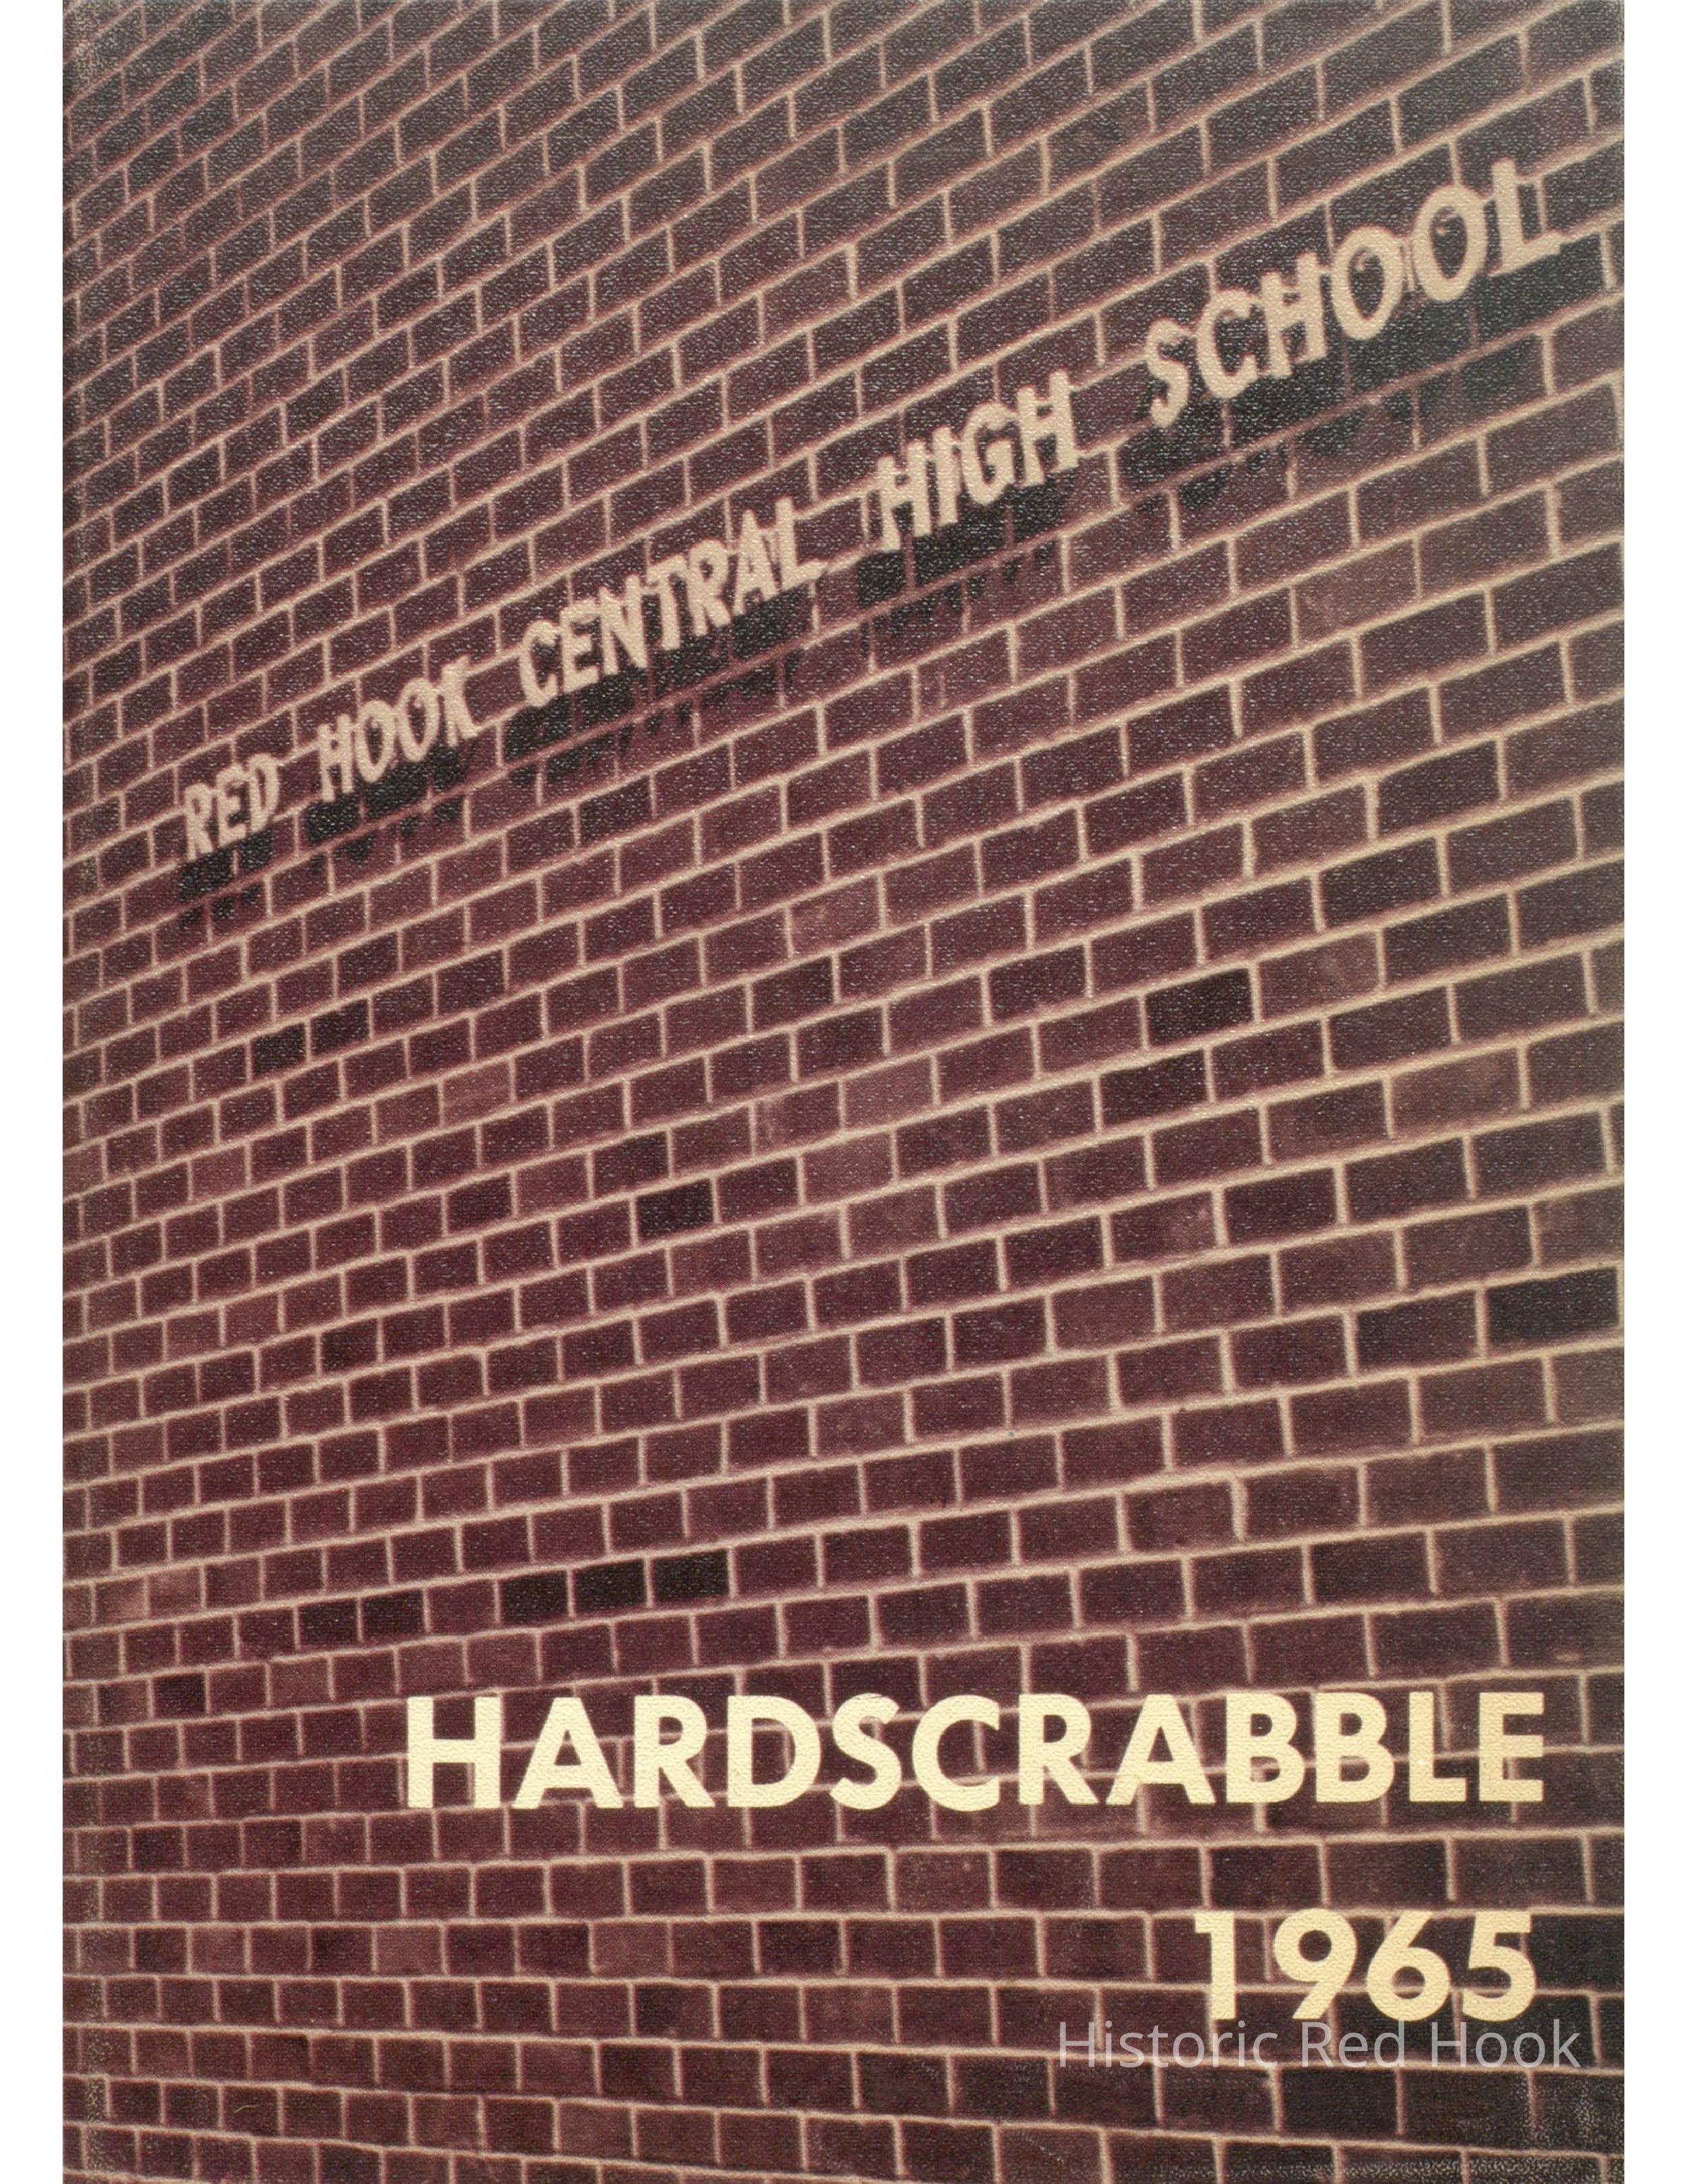 RED HOOK CENTRAL HIGH SCHOOL
HARDSCRABBLE
1965
Historic Red Hook